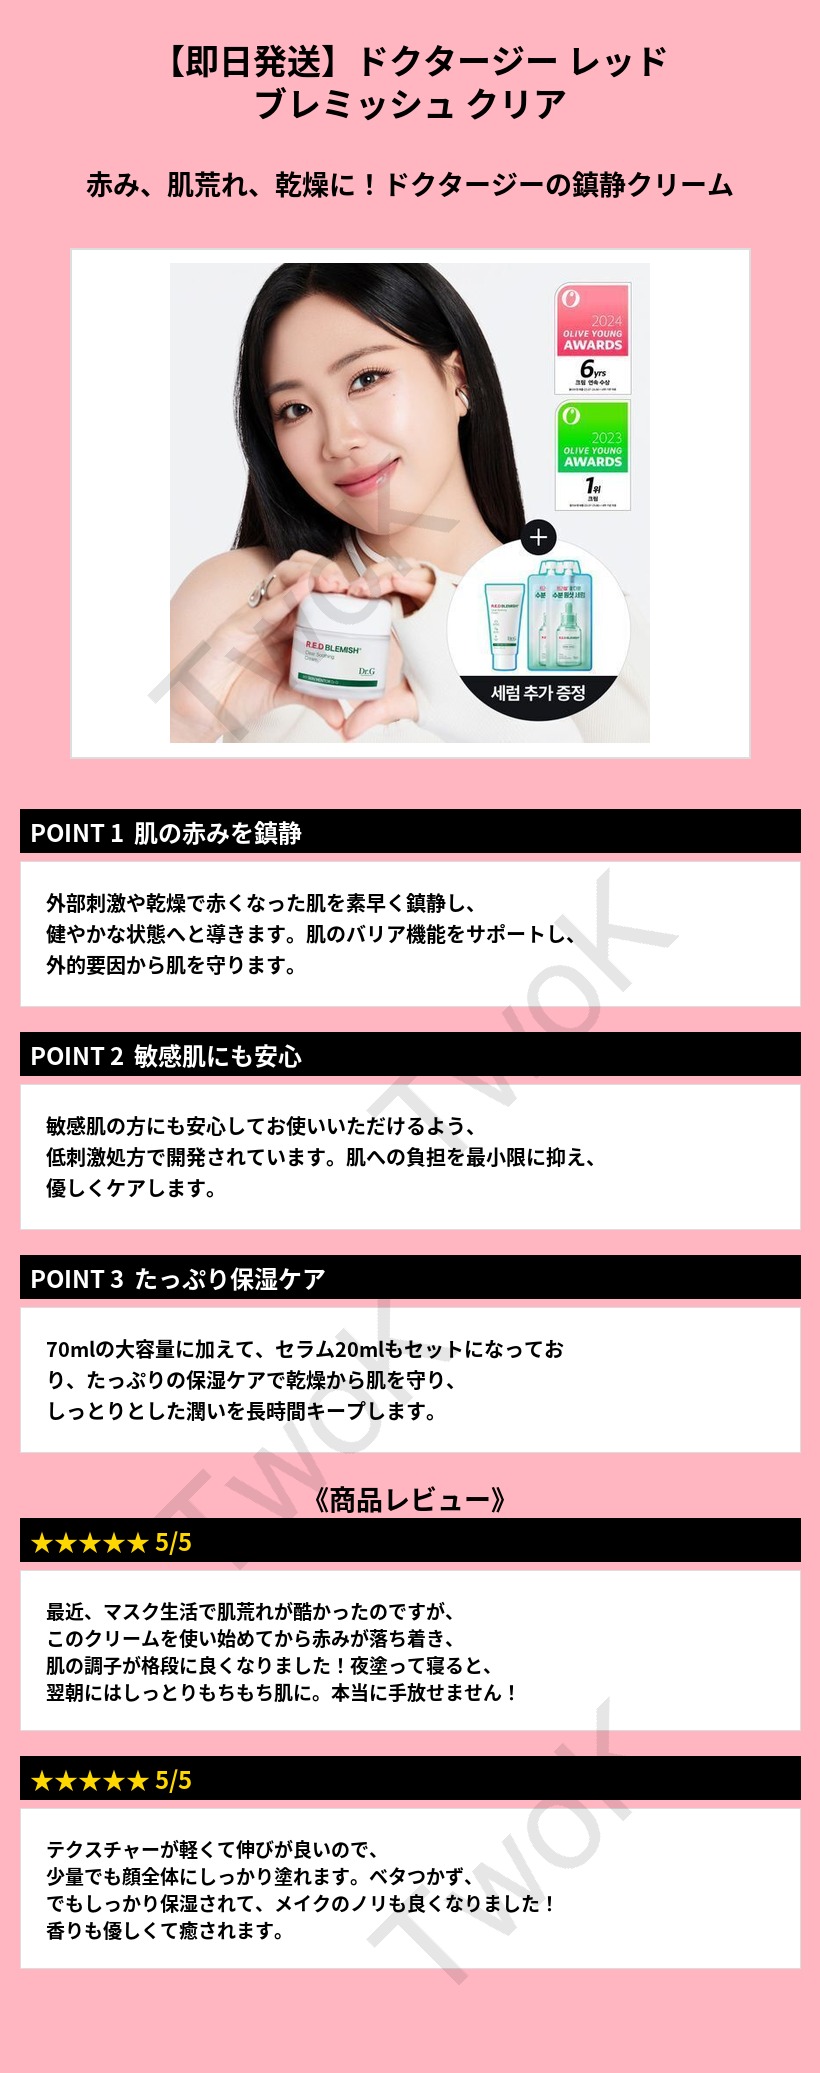 【即日発送】ドクタージー レッド
ブレミッシュ クリア
赤み、肌荒れ、乾燥に！ドクタージーの鎮静クリーム
2024
OLIVE YOUNG
AWARDS
6yrs
크림 연속 수상
2023
OLIVE YOUNG
AWARDS
1위
크림
+
R.E.D BLEMISH
Clear Soothing
Cream
Dr.G
수분 원샷 세럼
세럼 추가 증정
TwoK
POINT 1 肌の赤みを鎮静
外部刺激や乾燥で赤くなった肌を素早く鎮静し、
健やかな状態へと導きます。肌のバリア機能をサポートし、
外的要因から肌を守ります。
TwoK
POINT 2 敏感肌にも安心
敏感肌の方にも安心してお使いいただけるよう、
低刺激処方で開発されています。肌への負担を最小限に抑え、
優しくケアします。
POINT 3 たっぷり保湿ケア
70mlの大容量に加えて、セラム20mlもセットになってお
り、たっぷりの保湿ケアで乾燥から肌を守り、
しっとりとした潤いを長時間キープします。
TwoK
《商品レビュー》
★★★★★ 5/5
最近、マスク生活で肌荒れが酷かったのですが、
このクリームを使い始めてから赤みが落ち着き、
肌の調子が格段に良くなりました！夜塗って寝ると、
翌朝にはしっとりもちもち肌に。本当に手放せません！
★★★★★ 5/5
テクスチャーが軽くて伸びが良いので、
少量でも顔全体にしっかり塗れます。ベタつかず、
でもしっかり保湿されて、メイクのノリも良くなりました！
香りも優しくて癒されます。
TwoK